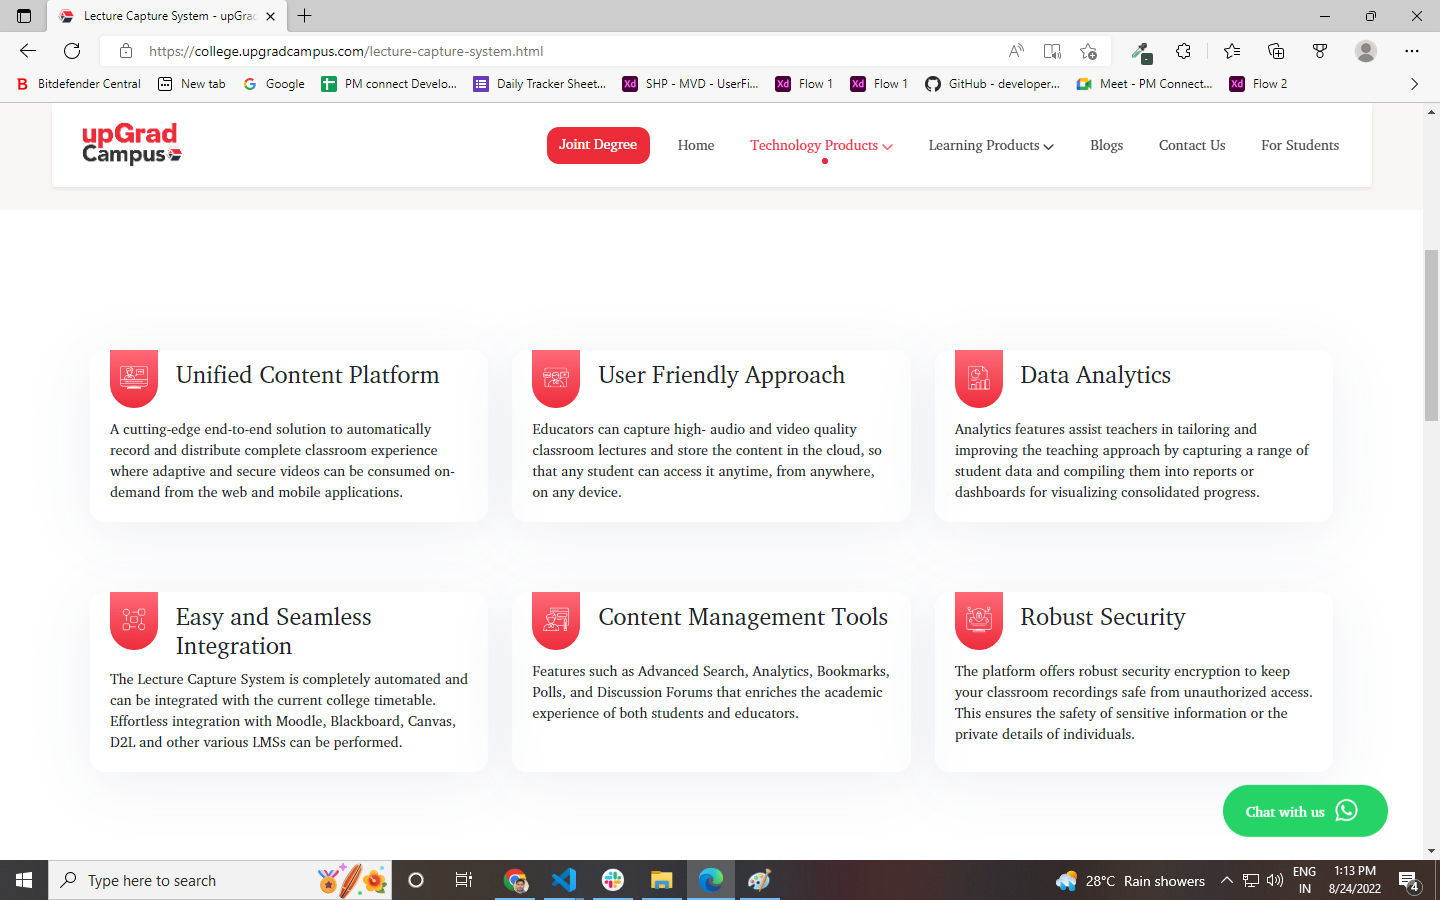 Lecture Capture System - upGra
https://college.upgradcampus.com/lecture-capture-system.html
Bitdefender Central
New tab
Google
PM connect Develo...
Daily Tracker Sheet...
SHP - MVD - UserFi...
Flow 1
Flow 1
GitHub - developer...
Meet - PM Connect...
Flow 2
upGrad
Campus
Joint Degree
Home
Technology Products
Learning Products
Blogs
Contact Us
For Students
Unified Content Platform
A cutting-edge end-to-end solution to automatically
record and distribute complete classroom experience
where adaptive and secure videos can be consumed on-
demand from the web and mobile applications.
User Friendly Approach
Educators can capture high- audio and video quality
classroom lectures and store the content in the cloud, so
that any student can access it anytime, from anywhere,
on any device.
Data Analytics
Analytics features assist teachers in tailoring and
improving the teaching approach by capturing a range of
student data and compiling them into reports or
dashboards for visualizing consolidated progress.
Easy and Seamless
Integration
The Lecture Capture System is completely automated and
can be integrated with the current college timetable.
Effortless integration with Moodle, Blackboard, Canvas,
D2L and other various LMSs can be performed.
Content Management Tools
Features such as Advanced Search, Analytics, Bookmarks,
Polls, and Discussion Forums that enriches the academic
experience of both students and educators.
Robust Security
The platform offers robust security encryption to keep
your classroom recordings safe from unauthorized access.
This ensures the safety of sensitive information or the
private details of individuals.
Chat with us
Type here to search
28°C Rain showers
ENG
IN
1:13 PM
8/24/2022
4